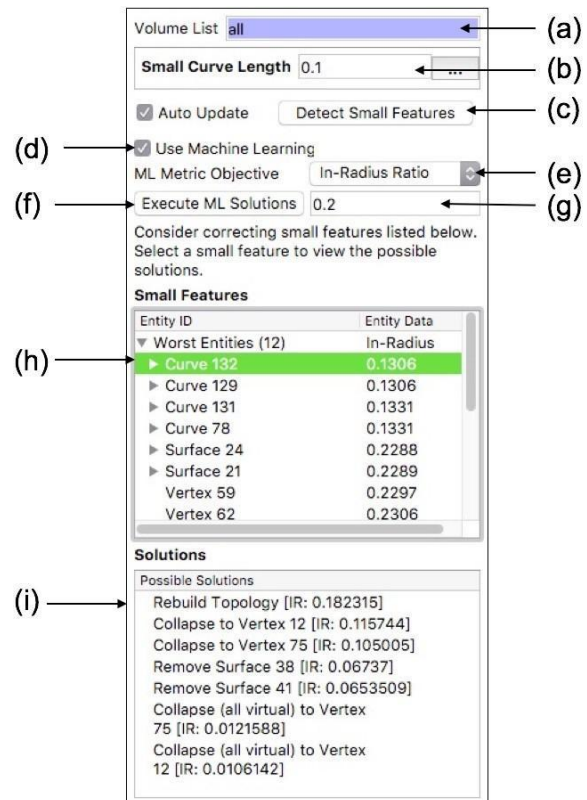 Volume List all (a)
Small Curve Length 0.1 ... (b)
Auto Update Detect Small Features (c)
(d) Use Machine Learning
ML Metric Objective In-Radius Ratio (e)
(f) Execute ML Solutions 0.2 (g)
Consider correcting small features listed below.
Select a small feature to view the possible
solutions.
Small Features
Entity ID Entity Data
Worst Entities (12) In-Radius
(h) Curve 132 0.1306
Curve 129 0.1306
Curve 131 0.1331
Curve 78 0.1331
Surface 24 0.2288
Surface 21 0.2289
Vertex 59 0.2297
Vertex 62 0.2306
Solutions
Possible Solutions
(i) Rebuild Topology [IR: 0.182315]
Collapse to Vertex 12 [IR: 0.115744]
Collapse to Vertex 75 [IR: 0.105005]
Remove Surface 38 [IR: 0.06737]
Remove Surface 41 [IR: 0.0653509]
Collapse (all virtual) to Vertex
75 [IR: 0.0121588]
Collapse (all virtual) to Vertex
12 [IR: 0.0106142]